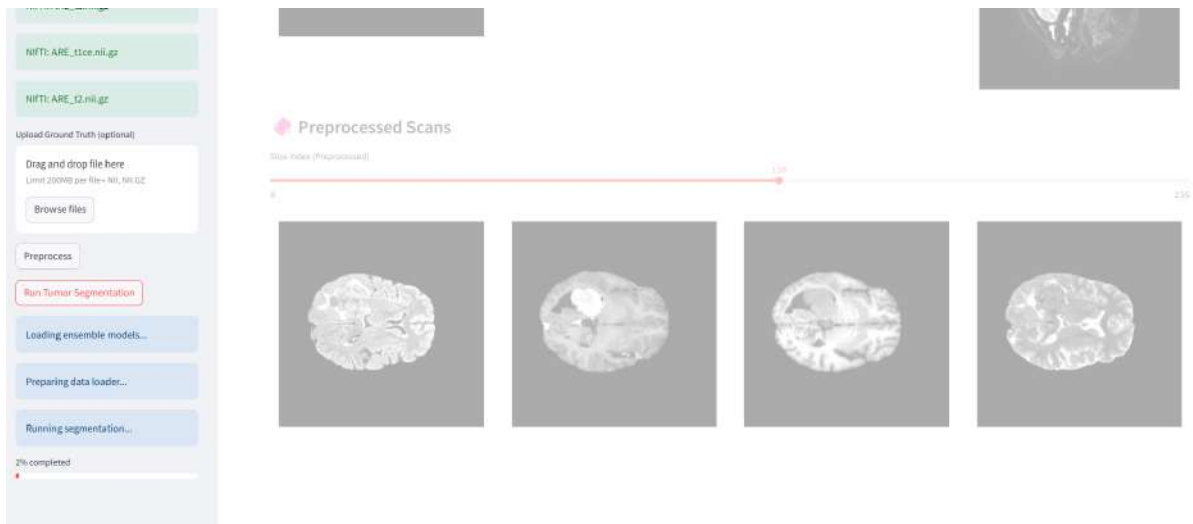 NIfTI: ARE_t1ce.nii.gz
NIfTI: ARE_t2.nii.gz
Upload Ground Truth (optional)
Drag and drop file here
Limit 200MB per file • NII, NII.GZ
Browse files
Preprocess
Run Tumor Segmentation
Loading ensemble models...
Preparing data loader...
Running segmentation...
2% completed
Preprocessed Scans
Slice Index (Preprocessed)
0